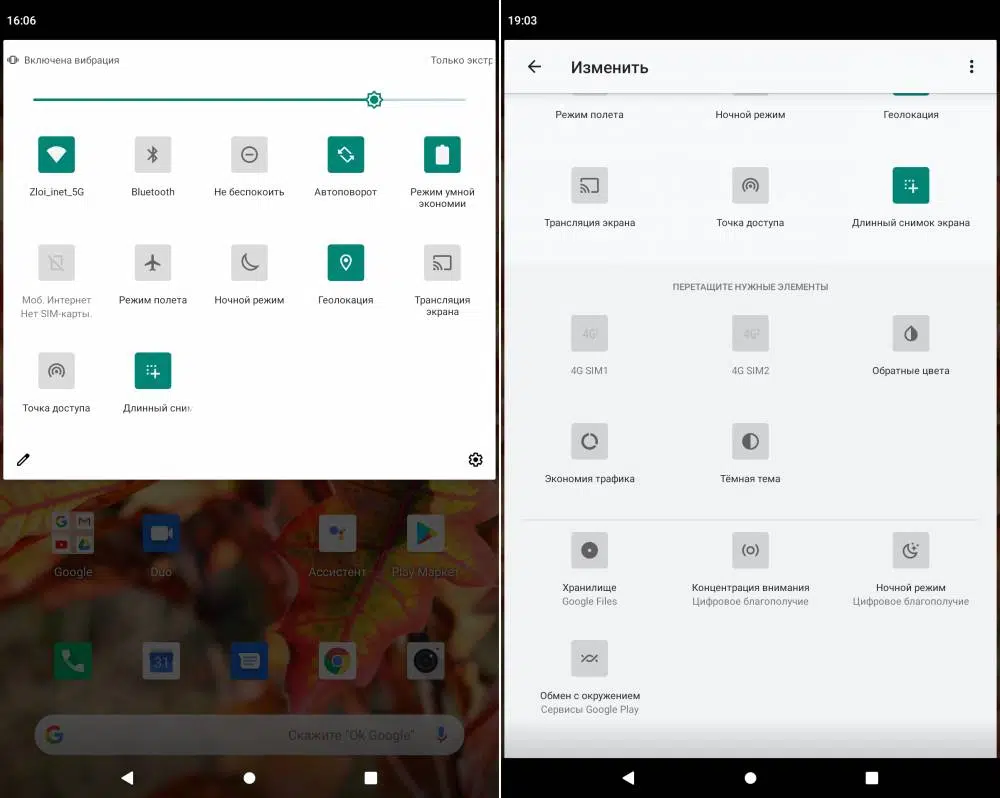 16:06
Включена вибрация
Только экстр
Zloi_inet_5G
Bluetooth
Не беспокоить
Автоповорот
Режим умной
экономии
Моб. Интернет
Нет SIM-карты.
Режим полета
Ночной режим
Геолокация
Трансляция
экрана
Точка доступа
Длинный сним
Google
Duo
Ассистент
Play Маркет
31
Скажите "Ok Google"
19:03
Изменить
Режим полета
Ночной режим
Геолокация
Трансляция экрана
Точка доступа
Длинный снимок экрана
ПЕРЕТАЩИТЕ НУЖНЫЕ ЭЛЕМЕНТЫ
4G SIM1
4G SIM2
Обратные цвета
Экономия трафика
Тёмная тема
Хранилище
Google Files
Концентрация внимания
Цифровое благополучие
Ночной режим
Цифровое благополучие
Обмен с окружением
Сервисы Google Play